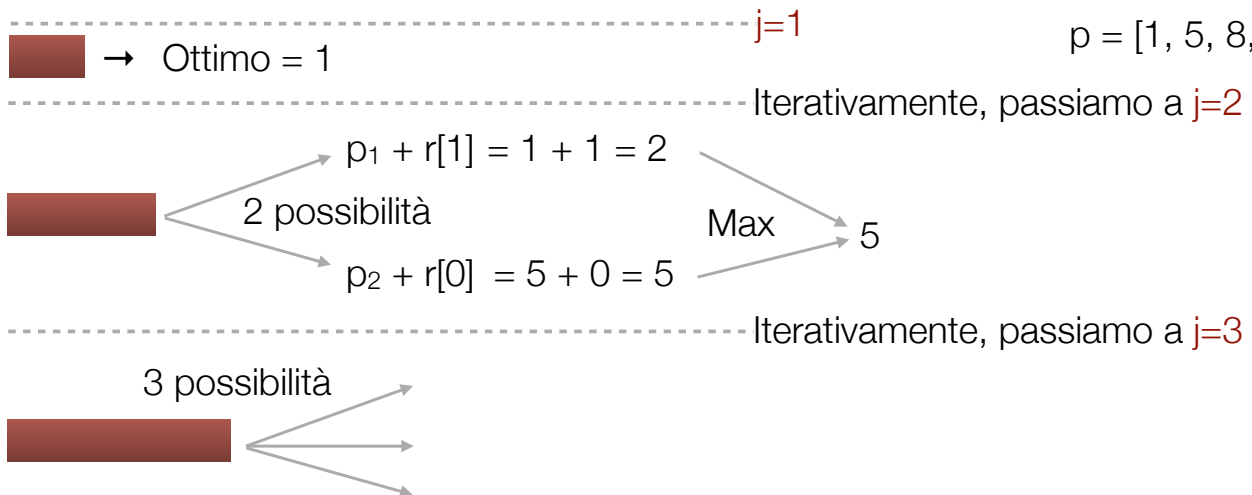 j=1
p = [1, 5, 8,
→ Ottimo = 1
Iterativamente, passiamo a j=2
p₁ + r[1] = 1 + 1 = 2
2 possibilità
Max
5
p₂ + r[0] = 5 + 0 = 5
Iterativamente, passiamo a j=3
3 possibilità